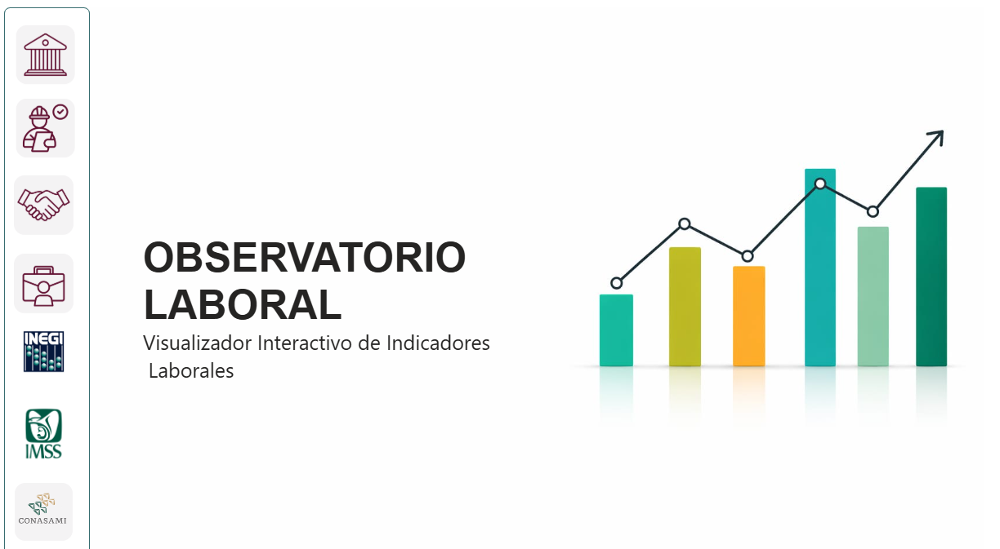 INEGI
IMSS
CONASAMI
OBSERVATORIO
LABORAL
Visualizador Interactivo de Indicadores
Laborales